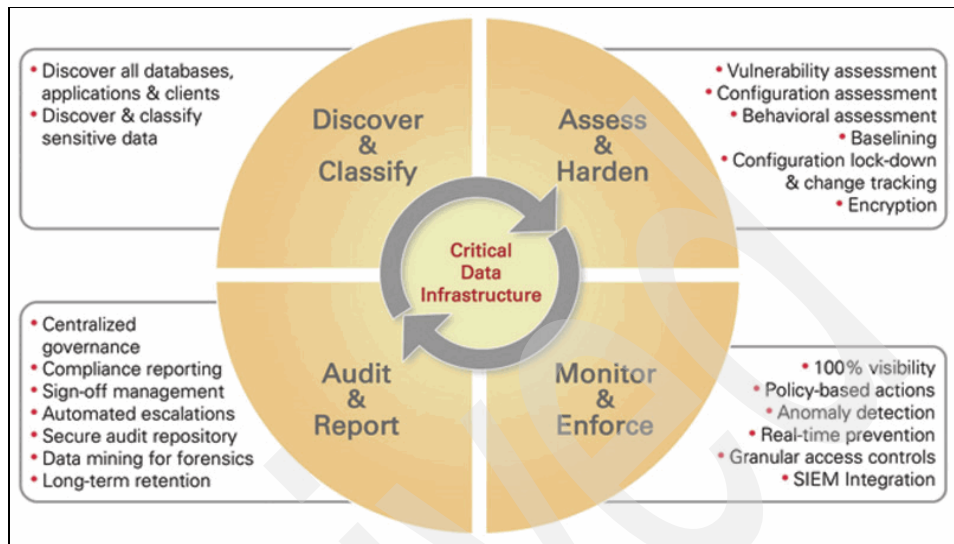 • Discover all databases,
applications & clients
• Discover & classify
sensitive data
Discover
&
Classify
Assess
&
Harden
• Vulnerability assessment
• Configuration assessment
• Behavioral assessment
• Baselining
• Configuration lock-down
& change tracking
• Encryption
Critical
Data
Infrastructure
• Centralized
governance
• Compliance reporting
• Sign-off management
• Automated escalations
• Secure audit repository
• Data mining for forensics
• Long-term retention
Audit
&
Report
Monitor
&
Enforce
• 100% visibility
• Policy-based actions
• Anomaly detection
• Real-time prevention
• Granular access controls
• SIEM Integration